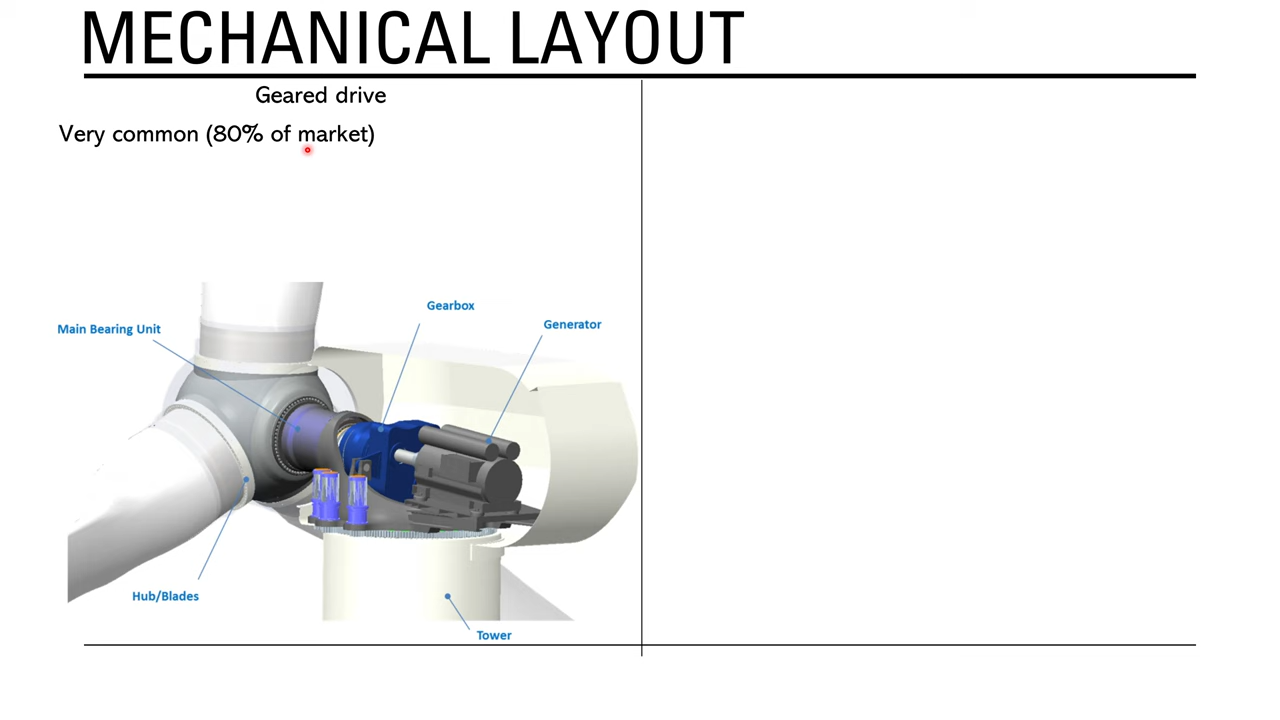 MECHANICAL LAYOUT
Geared drive
Very common (80% of market)
Gearbox
Generator
Main Bearing Unit
Hub/Blades
Tower